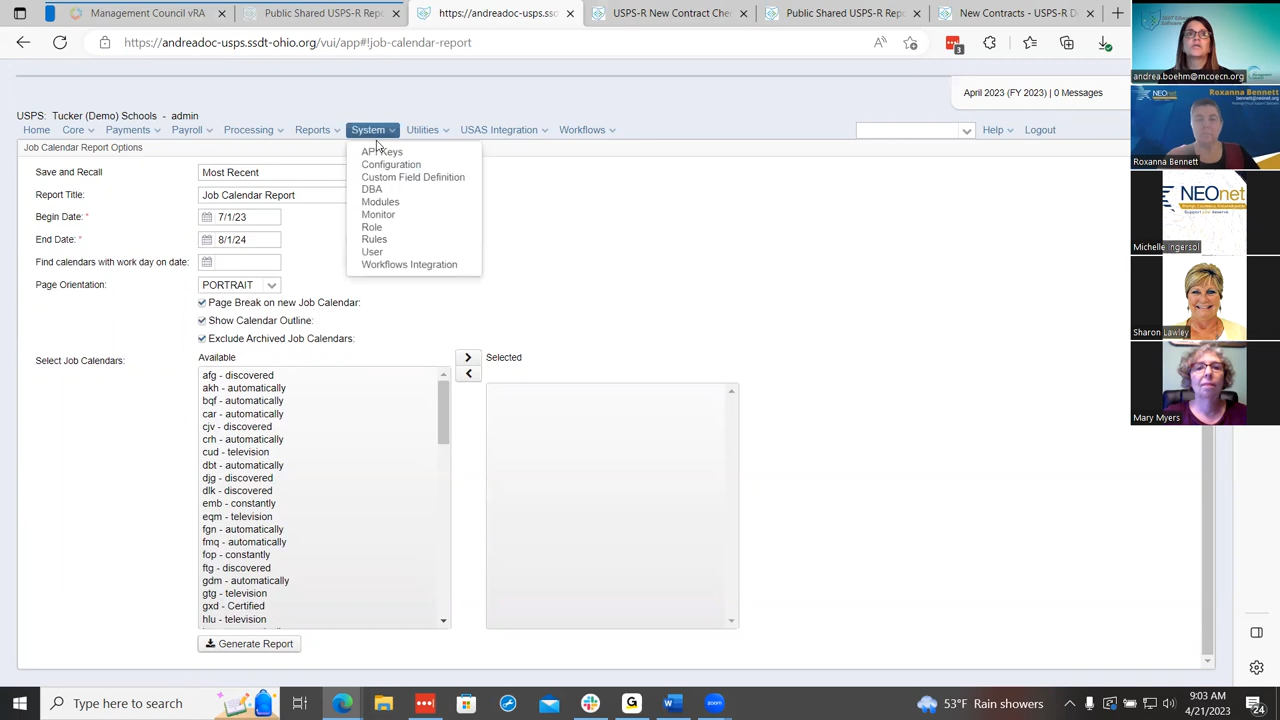 Management Council vRA
Public Shared USPS-R Repo
https://andreadoc-usps.ssd
USPS-R New Contract Che
Public Shared USPS-R
New Contracts - USPS-R D
https://andreadoc-usps.ssdt-ohio.org/vui/app#!job-calendar-report
3
April 2023 (FY 2023) | 0 Messages
USPS: Tucker (Demo) Schools - admin
Home Core Payments Payroll Processing Reports System Utilities USAS Integration Workflows Help Logout
Job Calendar Report Options
API Keys
Configuration
Custom Field Definition
DBA
Modules
Monitor
Role
Rules
User
Workflows Integration
Save and Recall Most Recent
Report Title: Job Calendar Report
Begin Date: * 7/1/23
End Date: * 8/1/24
Find calendars with work day on date:
Page Orientation: PORTRAIT
Page Break on new Job Calendar:
Show Calendar Outline:
Exclude Archived Job Calendars:
Select Job Calendars: Available Selected
afg - discovered
akh - automatically
bqf - automatically
car - automatically
cjv - discovered
crh - automatically
cud - television
dbt - automatically
djg - discovered
dlk - discovered
emb - constantly
eqm - television
fgn - automatically
fmq - automatically
fop - constantly
ftg - discovered
gdm - automatically
gtg - television
gxd - Certified
hlu - television
Generate Report
andrea.boehm@mcoecn.org
NEOnet
Roxanna Bennett
bennett@neonet.org
Roxanna Bennett
NEOnet
Michelle Ingersol
Sharon Lawley
Mary Myers
Type here to search
53°F Rain showers
9:03 AM
4/21/2023
24